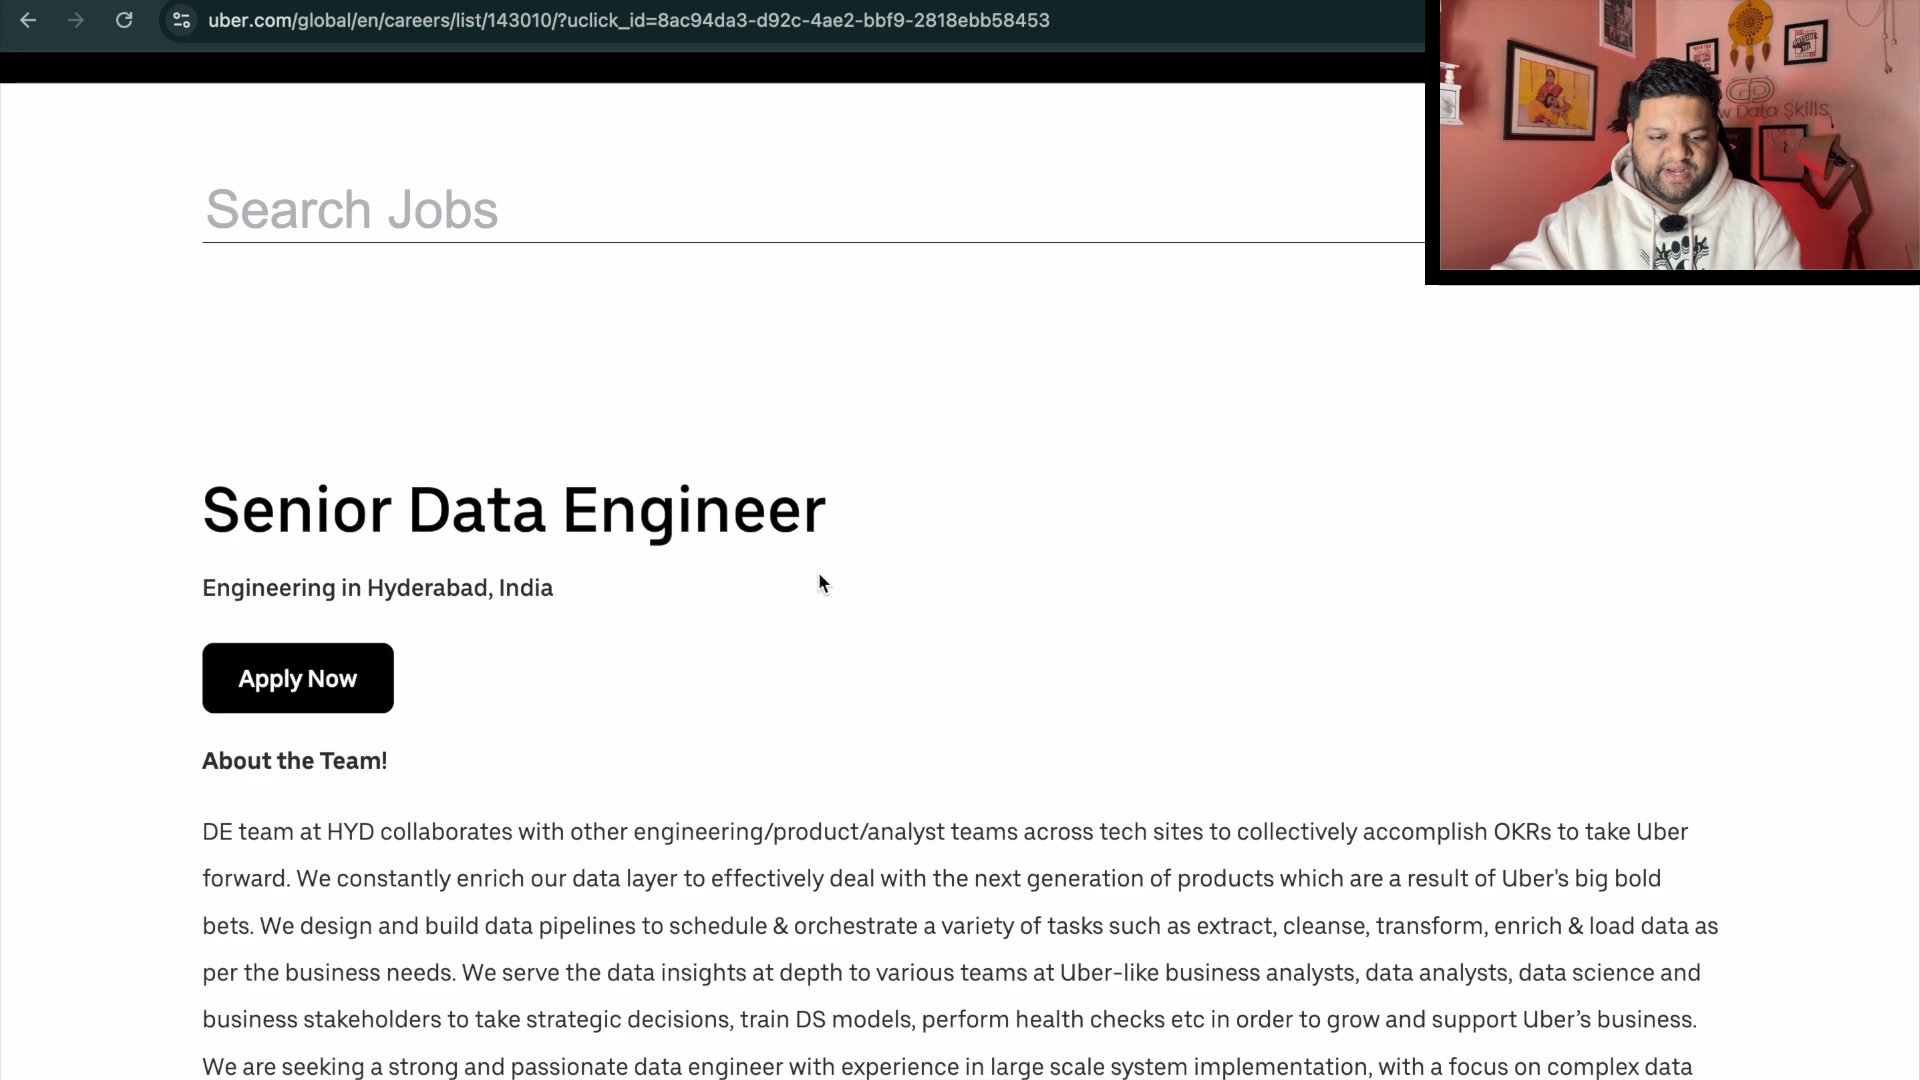 uber.com/global/en/careers/list/143010/?uclick_id=8ac94da3-d92c-4ae2-bbf9-2818ebb58453
w Data Skills
Search Jobs
Senior Data Engineer
Engineering in Hyderabad, India
Apply Now
About the Team!
DE team at HYD collaborates with other engineering/product/analyst teams across tech sites to collectively accomplish OKRs to take Uber
forward. We constantly enrich our data layer to effectively deal with the next generation of products which are a result of Uber's big bold
bets. We design and build data pipelines to schedule & orchestrate a variety of tasks such as extract, cleanse, transform, enrich & load data as
per the business needs. We serve the data insights at depth to various teams at Uber-like business analysts, data analysts, data science and
business stakeholders to take strategic decisions, train DS models, perform health checks etc in order to grow and support Uber’s business.
We are seeking a strong and passionate data engineer with experience in large scale system implementation, with a focus on complex data